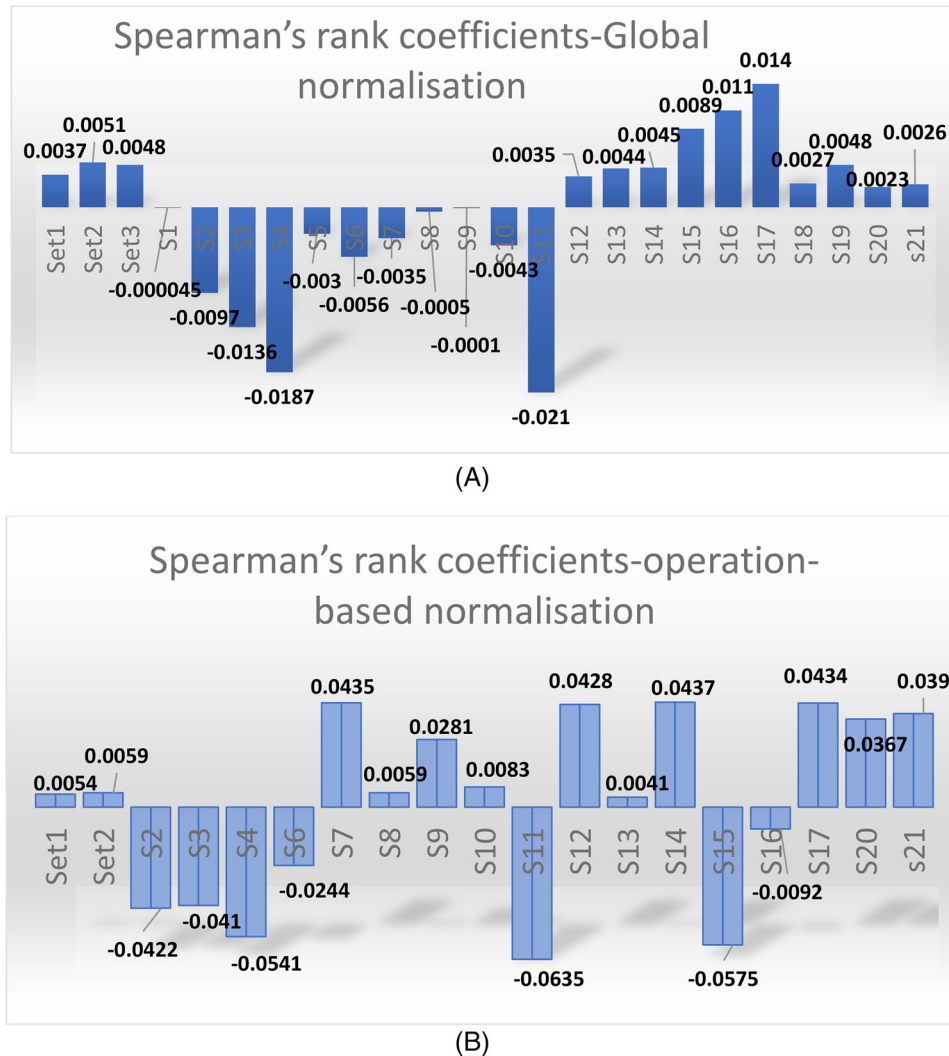 Spearman's rank coefficients-Global
normalisation
0.0037
0.0051
0.0048
-0.000045
-0.0097
-0.0136
-0.0187
-0.003
-0.0056
-0.0035
-0.0005
-0.0001
-0.0043
-0.021
0.0035
0.0044
0.0045
0.0089
0.011
0.014
0.0027
0.0048
0.0023
0.0026
Set1
Set2
Set3
S1
S2
S3
S4
S5
S6
S7
S8
S9
S10
S11
S12
S13
S14
S15
S16
S17
S18
S19
S20
s21
(A)
Spearman's rank coefficients-operation-
based normalisation
0.0054
0.0059
-0.0422
-0.041
-0.0541
-0.0244
0.0435
0.0059
0.0281
0.0083
-0.0635
0.0428
0.0041
0.0437
-0.0575
-0.0092
0.0434
0.0367
0.039
Set1
Set2
S2
S3
S4
S6
S7
S8
S9
S10
S11
S12
S13
S14
S15
S16
S17
S20
s21
(B)